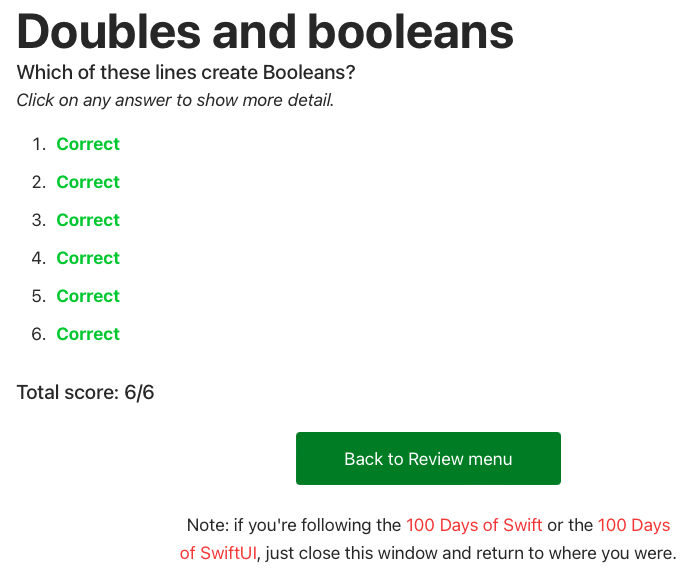 Doubles and booleans
Which of these lines create Booleans?
Click on any answer to show more detail.
1. Correct
2. Correct
3. Correct
4. Correct
5. Correct
6. Correct
Total score: 6/6
Back to Review menu
Note: if you're following the 100 Days of Swift or the 100 Days
of SwiftUI, just close this window and return to where you were.